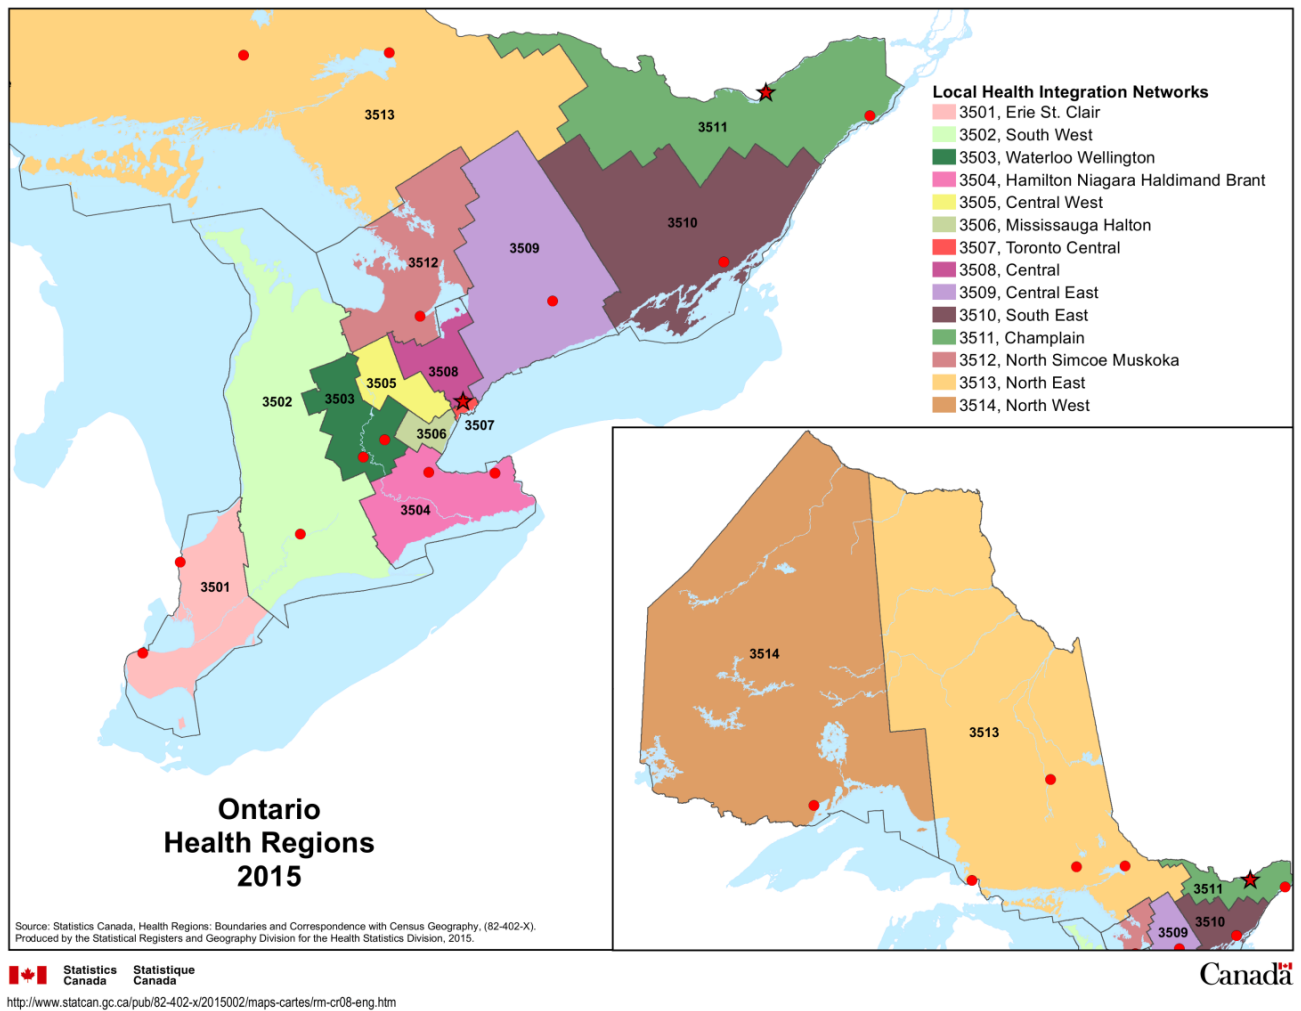 3513
3511
3510
3509
3512
3508
3505
3503
3502
3506
3507
3504
3501
Local Health Integration Networks
3501, Erie St. Clair
3502, South West
3503, Waterloo Wellington
3504, Hamilton Niagara Haldimand Brant
3505, Central West
3506, Mississauga Halton
3507, Toronto Central
3508, Central
3509, Central East
3510, South East
3511, Champlain
3512, North Simcoe Muskoka
3513, North East
3514, North West
3514
3513
3511
3510
3509
Ontario
Health Regions
2015
Source: Statistics Canada, Health Regions: Boundaries and Correspondence with Census Geography, (82-402-X).
Produced by the Statistical Registers and Geography Division for the Health Statistics Division, 2015.
Statistics Statistique
Canada Canada
Canada
http://www.statcan.gc.ca/pub/82-402-x/2015002/maps-cartes/rm-cr08-eng.htm